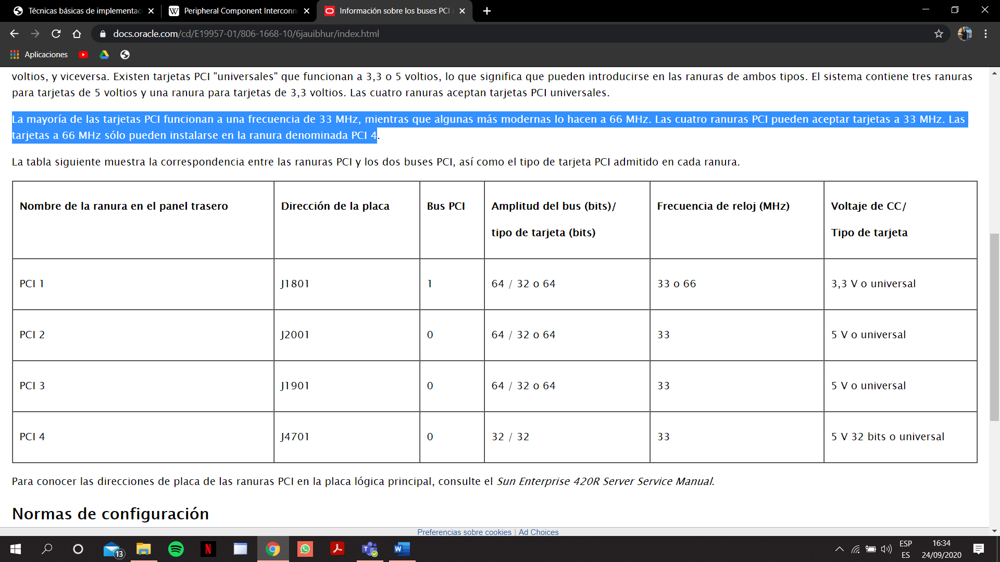 Técnicas básicas de implementac
Peripheral Component Interconn
Información sobre los buses PCI
docs.oracle.com/cd/E19957-01/806-1668-10/6jauibhur/index.html
Aplicaciones
voltios, y viceversa. Existen tarjetas PCI "universales" que funcionan a 3,3 o 5 voltios, lo que significa que pueden introducirse en las ranuras de ambos tipos. El sistema contiene tres ranuras
para tarjetas de 5 voltios y una ranura para tarjetas de 3,3 voltios. Las cuatro ranuras aceptan tarjetas PCI universales.
La mayoría de las tarjetas PCI funcionan a una frecuencia de 33 MHz, mientras que algunas más modernas lo hacen a 66 MHz. Las cuatro ranuras PCI pueden aceptar tarjetas a 33 MHz. Las
tarjetas a 66 MHz sólo pueden instalarse en la ranura denominada PCI 4.
La tabla siguiente muestra la correspondencia entre las ranuras PCI y los dos buses PCI, así como el tipo de tarjeta PCI admitido en cada ranura.
Nombre de la ranura en el panel trasero Dirección de la placa Bus PCI Amplitud del bus (bits)/ Frecuencia de reloj (MHz) Voltaje de CC/
tipo de tarjeta (bits) Tipo de tarjeta
PCI 1 J1801 1 64 / 32 o 64 33 o 66 3,3 V o universal
PCI 2 J2001 0 64 / 32 o 64 33 5 V o universal
PCI 3 J1901 0 64 / 32 o 64 33 5 V o universal
PCI 4 J4701 0 32 / 32 33 5 V 32 bits o universal
Para conocer las direcciones de placa de las ranuras PCI en la placa lógica principal, consulte el Sun Enterprise 420R Server Service Manual.
Normas de configuración
Preferencias sobre cookies | Ad Choices
13
ESP
ES
16:34
24/09/2020